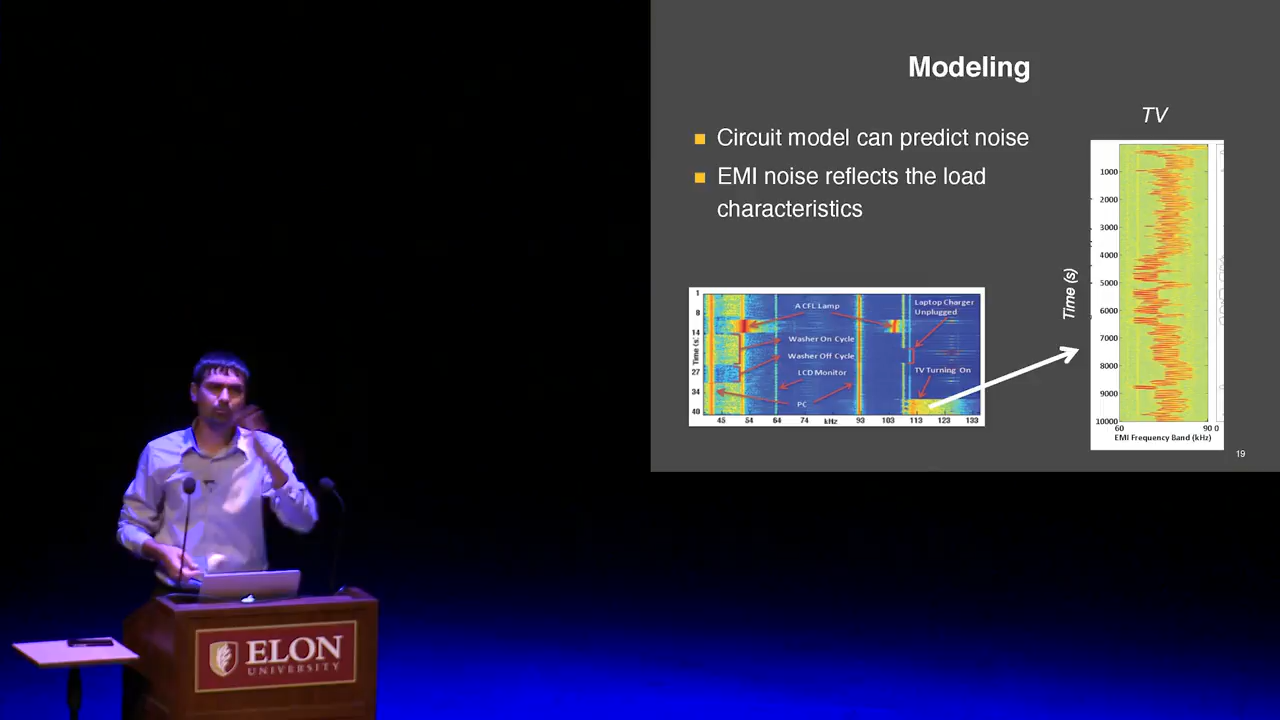 Modeling
TV
Circuit model can predict noise
EMI noise reflects the load
characteristics
1000
2000
3000
4000
5000
6000
7000
8000
9000
10000
60
90 0
EMI Frequency Band (kHz)
Time (s)
1
8
14
27
34
40
Time (s)
A CFL Lamp
Laptop Charger
Unplugged
Washer On Cycle
Washer Off Cycle
LCD Monitor
TV Turning On
PC
45 54 64 74 kHz 93 103 113 123 133
19
ELON
UNIVERSITY